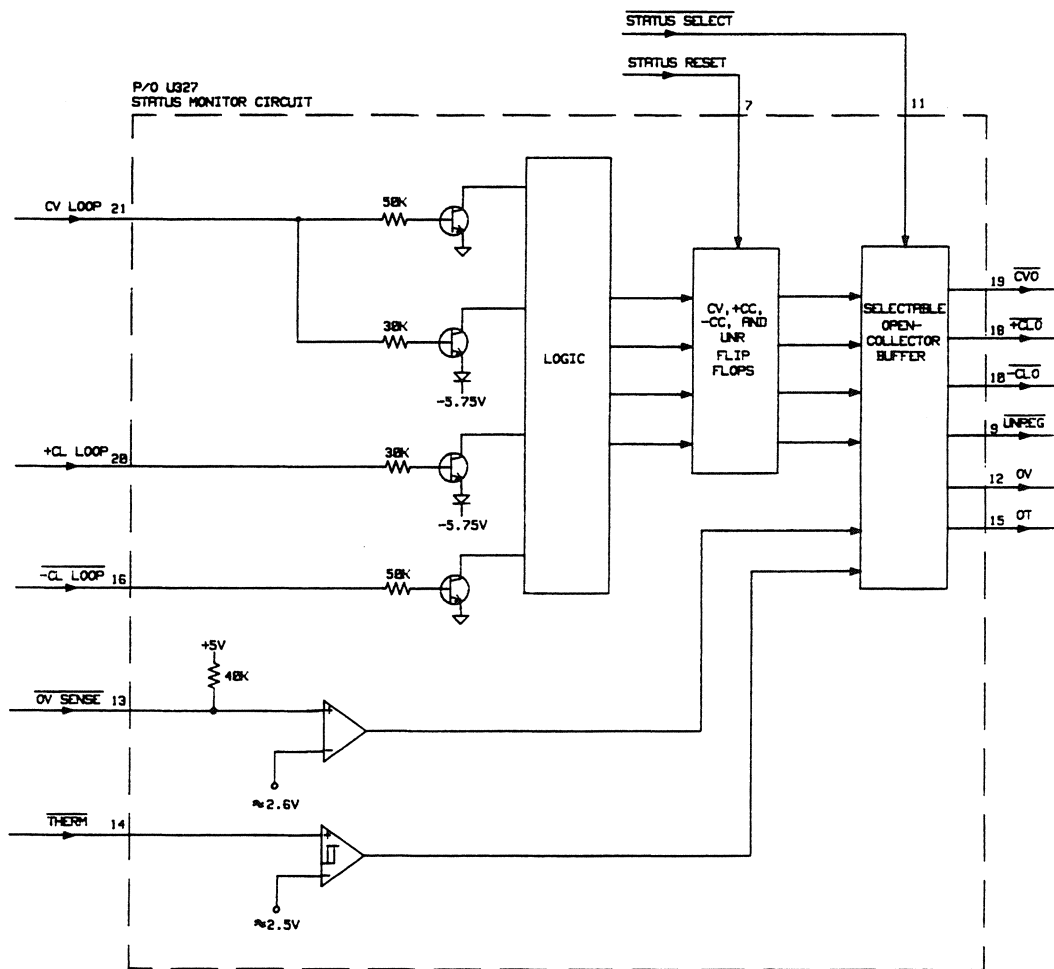 STATUS SELECT
STATUS RESET
P/O U327
STATUS MONITOR CIRCUIT
7
11
CV LOOP 21
50K
30K
-5.75V
LOGIC
CV, +CC,
-CC, AND
UNR
FLIP
FLOPS
SELECTABLE
OPEN-
COLLECTOR
BUFFER
19 CVO
18 +CLO
10 -CLO
9 UNREG
12 OV
15 OT
+CL LOOP 20
30K
-5.75V
-CL LOOP 16
50K
+5V
40K
OV SENSE 13
+
-
≈2.6V
THERM 14
+
-
≈2.5V